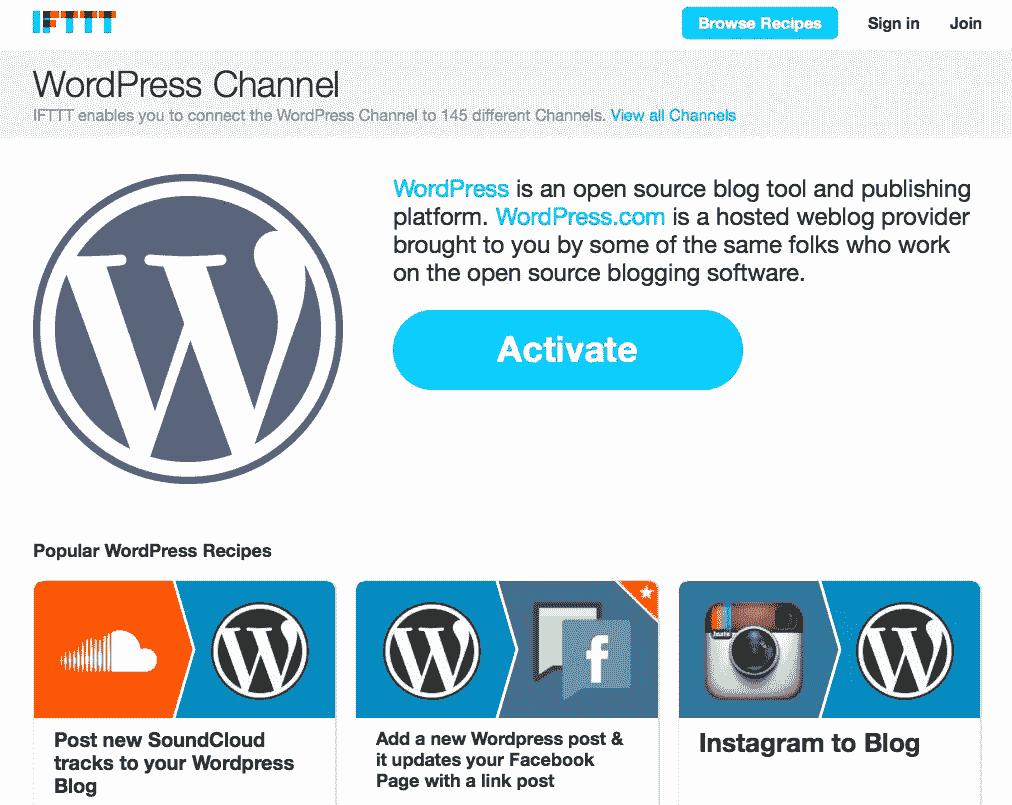 IFTTT
Browse Recipes
Sign in
Join
WordPress Channel
IFTTT enables you to connect the WordPress Channel to 145 different Channels. View all Channels
WordPress is an open source blog tool and publishing
platform. WordPress.com is a hosted weblog provider
brought to you by some of the same folks who work
on the open source blogging software.
Activate
Popular WordPress Recipes
Post new SoundCloud
tracks to your Wordpress
Blog
Add a new Wordpress post &
it updates your Facebook
Page with a link post
Instagram to Blog